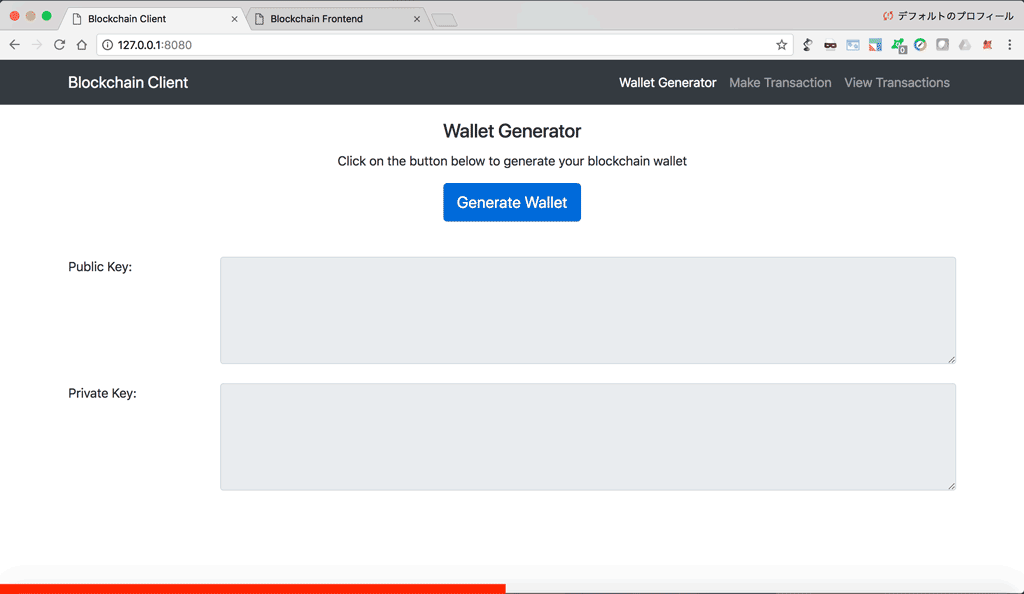 Blockchain Client
Blockchain Frontend
デフォルトのプロフィール
127.0.0.1:8080
0
Blockchain Client
Wallet Generator
Make Transaction
View Transactions
Wallet Generator
Click on the button below to generate your blockchain wallet
Generate Wallet
Public Key:
Private Key: